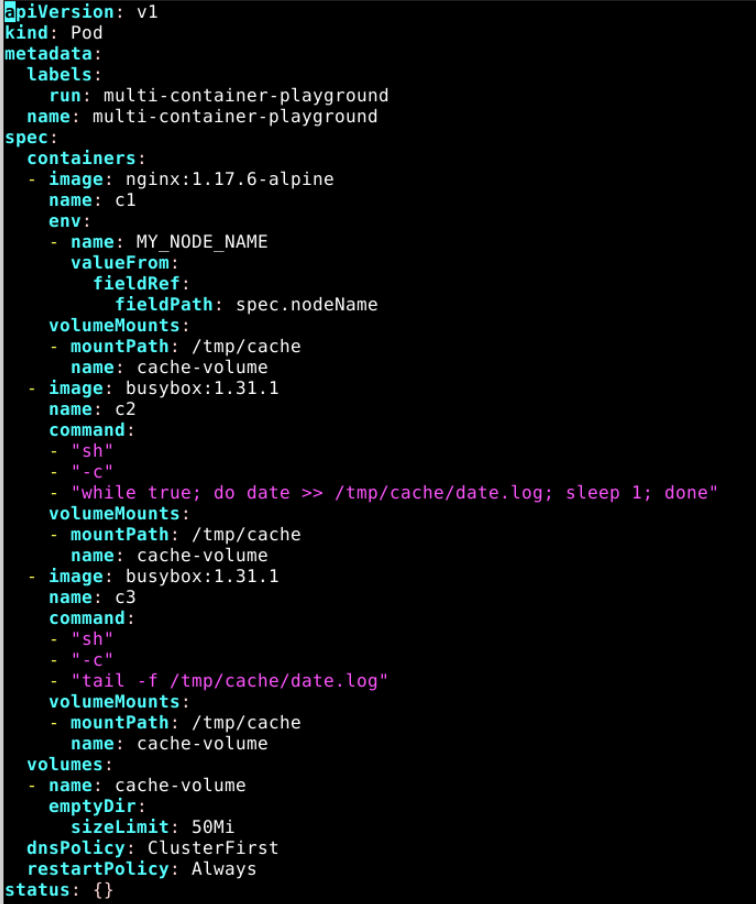 apiVersion: v1
kind: Pod
metadata:
  labels:
    run: multi-container-playground
  name: multi-container-playground
spec:
  containers:
  - image: nginx:1.17.6-alpine
    name: c1
    env:
    - name: MY_NODE_NAME
      valueFrom:
        fieldRef:
          fieldPath: spec.nodeName
    volumeMounts:
    - mountPath: /tmp/cache
      name: cache-volume
  - image: busybox:1.31.1
    name: c2
    command:
    - "sh"
    - "-c"
    - "while true; do date >> /tmp/cache/date.log; sleep 1; done"
    volumeMounts:
    - mountPath: /tmp/cache
      name: cache-volume
  - image: busybox:1.31.1
    name: c3
    command:
    - "sh"
    - "-c"
    - "tail -f /tmp/cache/date.log"
    volumeMounts:
    - mountPath: /tmp/cache
      name: cache-volume
  volumes:
  - name: cache-volume
    emptyDir:
      sizeLimit: 50Mi
  dnsPolicy: ClusterFirst
  restartPolicy: Always
status: {}